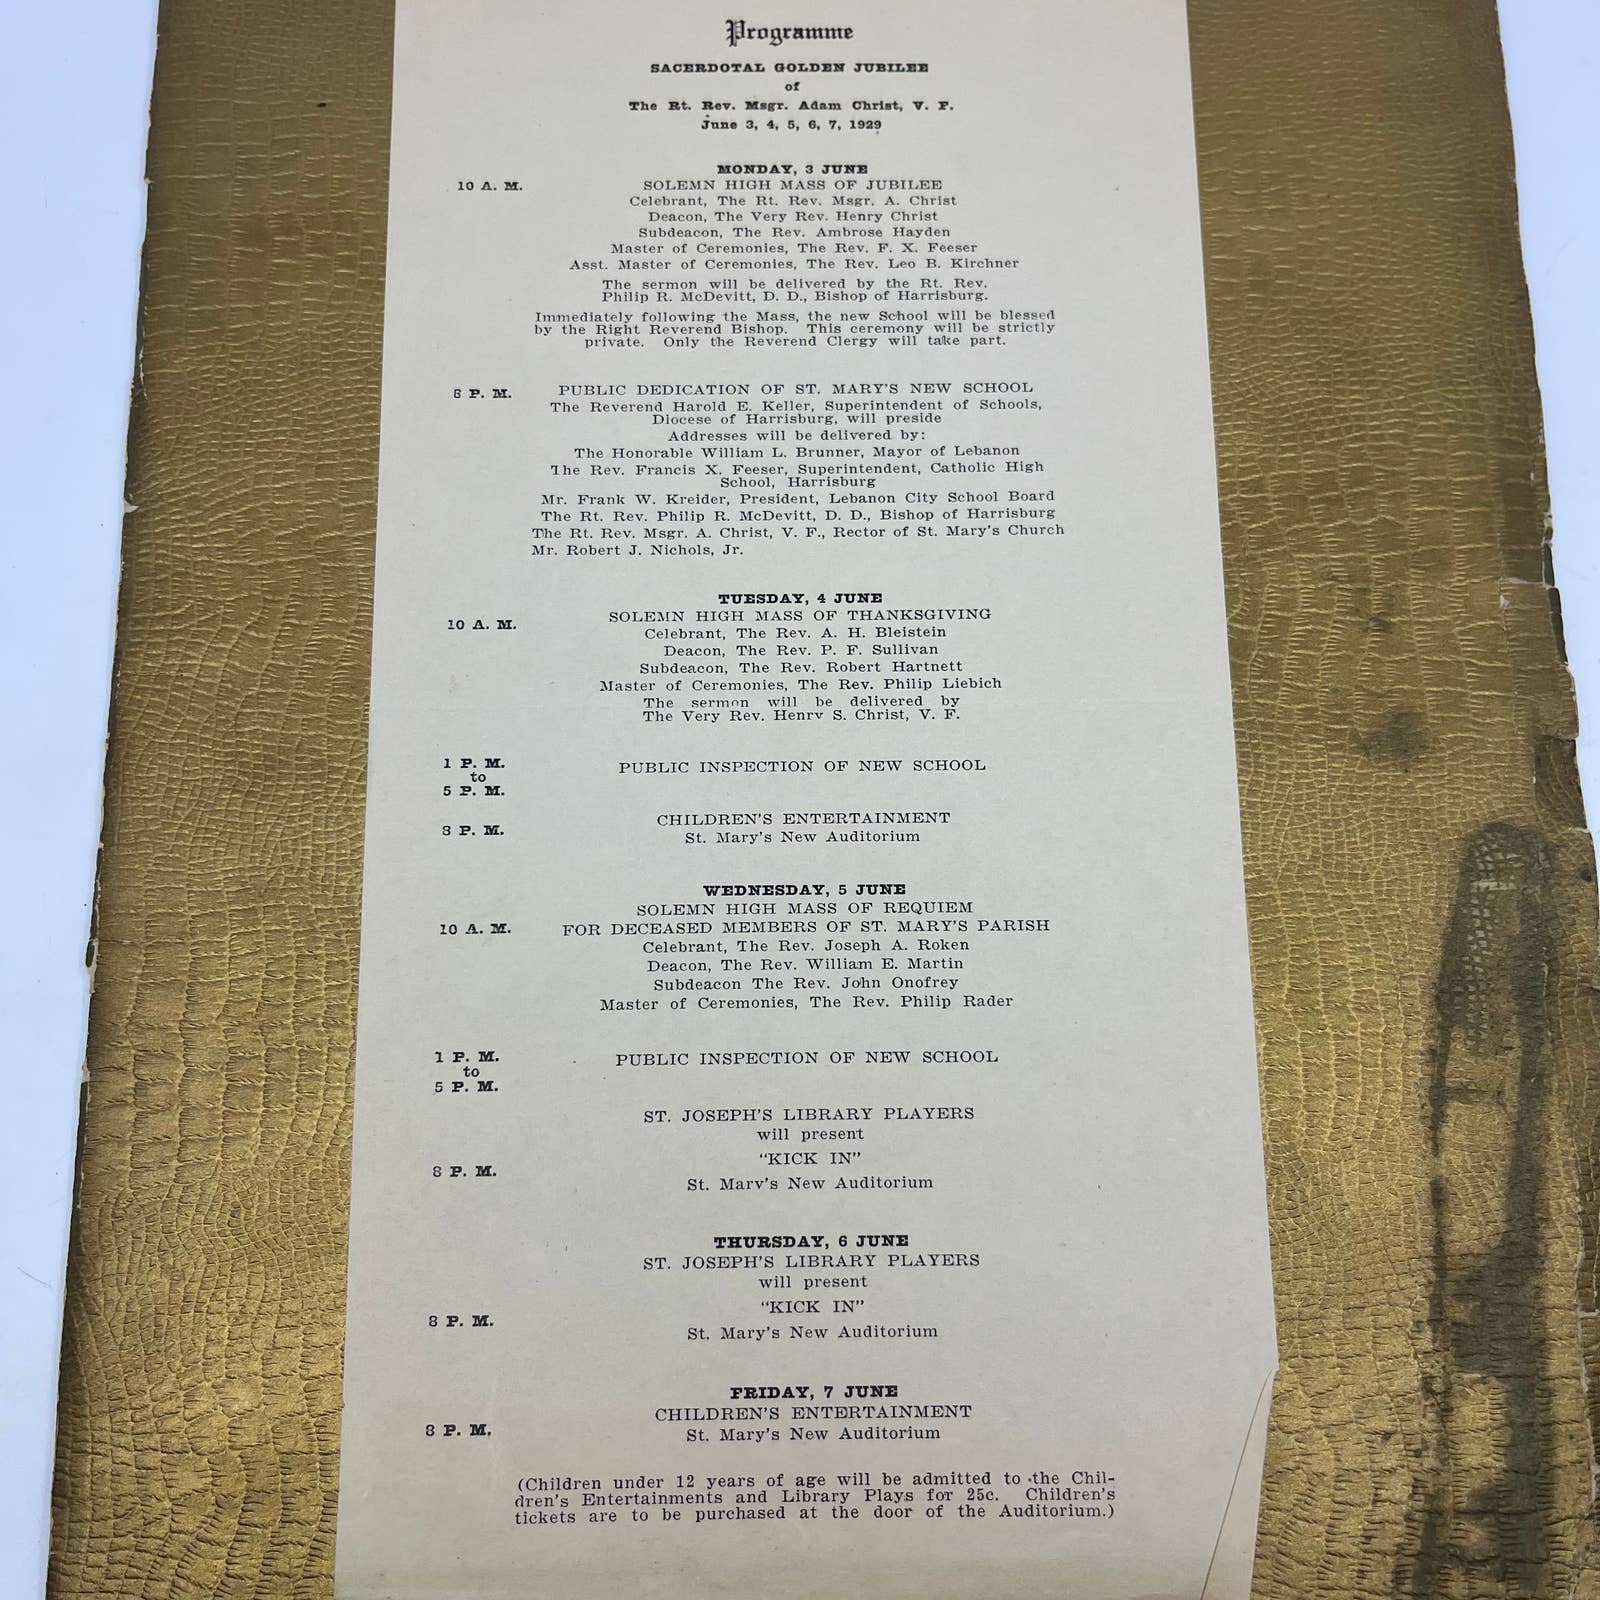 Programme
SACERDOTAL GOLDEN JUBILEE
of
The Rt. Rev. Msgr. Adam Christ, V. F.
June 3, 4, 5, 6, 7, 1929
MONDAY, 3 JUNE
10 A. M. SOLEMN HIGH MASS OF JUBILEE
Celebrant, The Rt. Rev. Msgr. A. Christ
Deacon, The Very Rev. Henry Christ
Subdeacon, The Rev. Ambrose Hayden
Master of Ceremonies, The Rev. F. X. Feeser
Asst. Master of Ceremonies, The Rev. Leo B. Kirchner
The sermon will be delivered by the Rt. Rev.
Philip R. McDevitt, D. D., Bishop of Harrisburg.
Immediately following the Mass, the new School will be blessed
by the Right Reverend Bishop. This ceremony will be strictly
private. Only the Reverend Clergy will take part.
8 P. M. PUBLIC DEDICATION OF ST. MARY'S NEW SCHOOL
The Reverend Harold E. Keller, Superintendent of Schools,
Diocese of Harrisburg, will preside
Addresses will be delivered by:
The Honorable William L. Brunner, Mayor of Lebanon
The Rev. Francis X. Feeser, Superintendent, Catholic High
School, Harrisburg
Mr. Frank W. Kreider, President, Lebanon City School Board
The Rt. Rev. Philip R. McDevitt, D. D., Bishop of Harrisburg
The Rt. Rev. Msgr. A. Christ, V. F., Rector of St. Mary's Church
Mr. Robert J. Nichols, Jr.
TUESDAY, 4 JUNE
10 A. M. SOLEMN HIGH MASS OF THANKSGIVING
Celebrant, The Rev. A. H. Bleistein
Deacon, The Rev. P. F. Sullivan
Subdeacon, The Rev. Robert Hartnett
Master of Ceremonies, The Rev. Philip Liebich
The sermon will be delivered by
The Very Rev. Henry S. Christ, V. F.
1 P. M.
to
5 P. M.
PUBLIC INSPECTION OF NEW SCHOOL
8 P. M. CHILDREN'S ENTERTAINMENT
St. Mary's New Auditorium
WEDNESDAY, 5 JUNE
SOLEMN HIGH MASS OF REQUIEM
10 A. M. FOR DECEASED MEMBERS OF ST. MARY'S PARISH
Celebrant, The Rev. Joseph A. Roken
Deacon, The Rev. William E. Martin
Subdeacon The Rev. John Onofrey
Master of Ceremonies, The Rev. Philip Rader
1 P. M.
to
5 P. M.
PUBLIC INSPECTION OF NEW SCHOOL
ST. JOSEPH'S LIBRARY PLAYERS
will present
"KICK IN"
8 P. M.
St. Mary's New Auditorium
THURSDAY, 6 JUNE
ST. JOSEPH'S LIBRARY PLAYERS
will present
"KICK IN"
8 P. M.
St. Mary's New Auditorium
FRIDAY, 7 JUNE
CHILDREN'S ENTERTAINMENT
8 P. M. St. Mary's New Auditorium
(Children under 12 years of age will be admitted to the Chil-
dren's Entertainments and Library Plays for 25c. Children's
tickets are to be purchased at the door of the Auditorium.)